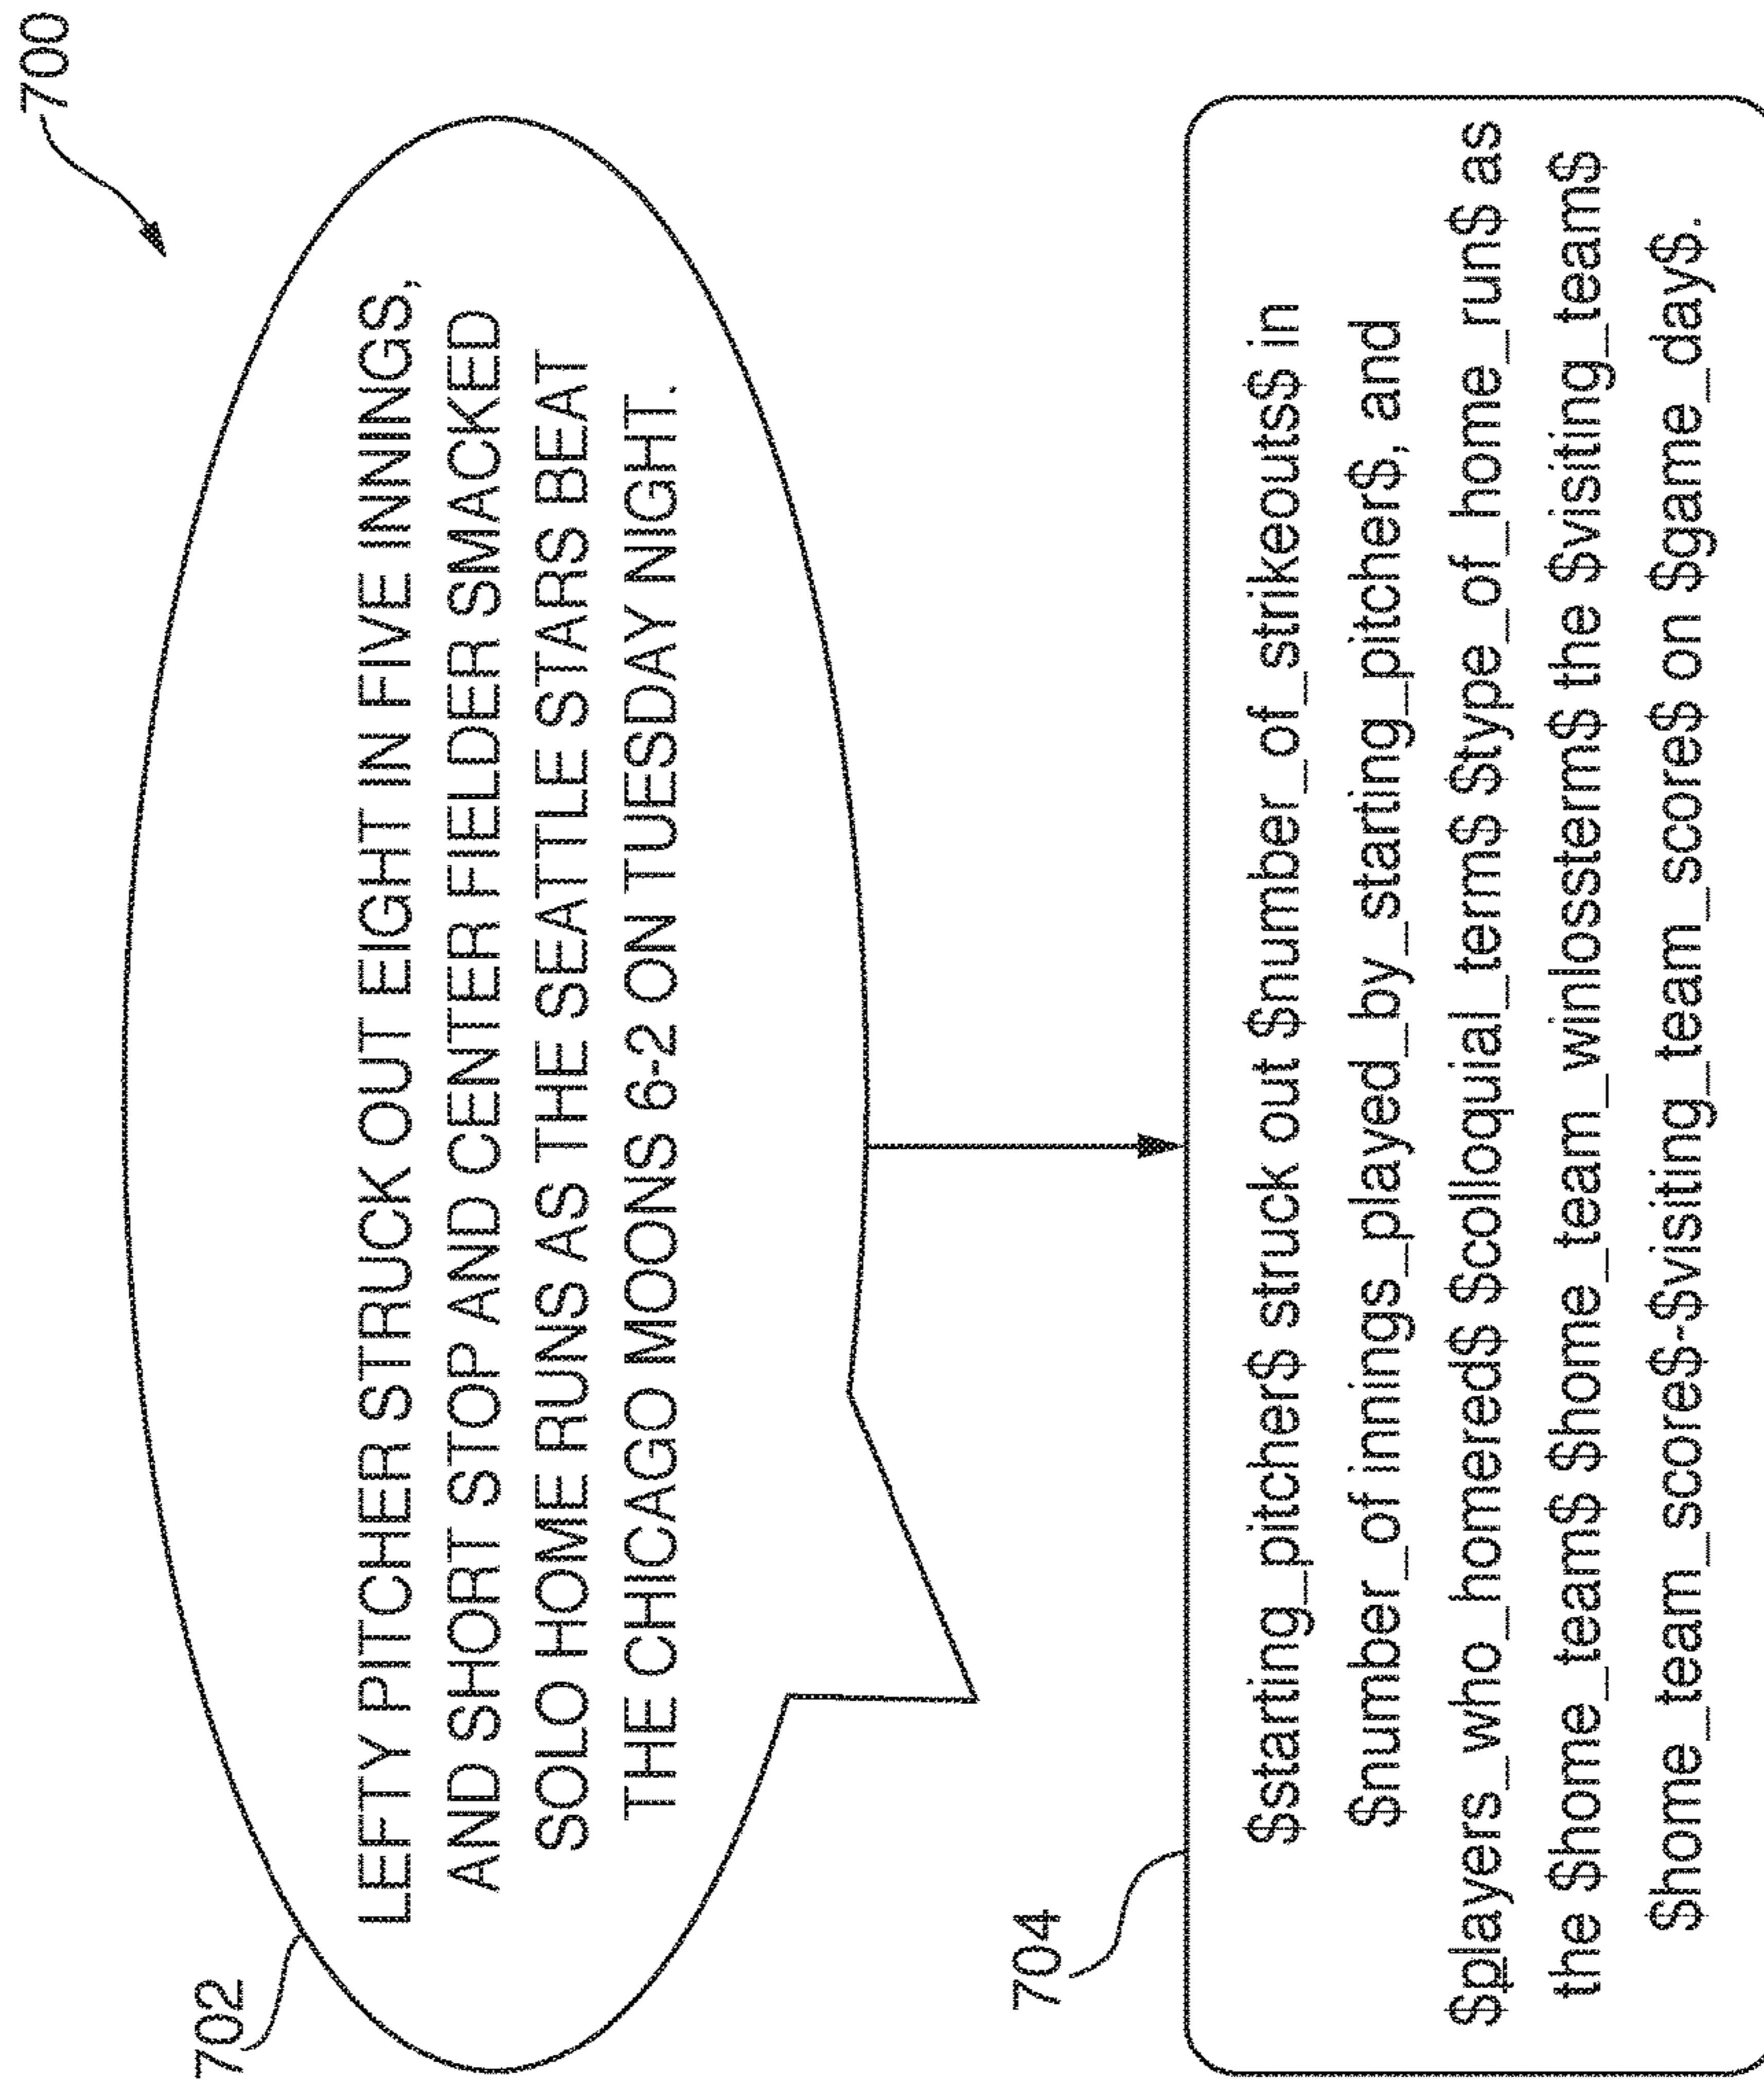 700
702
LEFTY PITCHER STRUCK OUT EIGHT IN FIVE INNINGS,
AND SHORT STOP AND CENTER FIELDER SMACKED
SOLO HOME RUNS AS THE SEATTLE STARS BEAT
THE CHICAGO MOONS 6-2 ON TUESDAY NIGHT.
704
$starting_pitcher$ struck out $number_of_strikeouts$ in
$number_of innings_played_by_starting_pitcher$, and
$players_who_homered$ $colloquial_term$ $type_of_home_run$ as
the $home_team$ $home_team_winlossterm$ the $visiting_team$
$home_team_score$-$visiting_team_score$ on $game_day$.